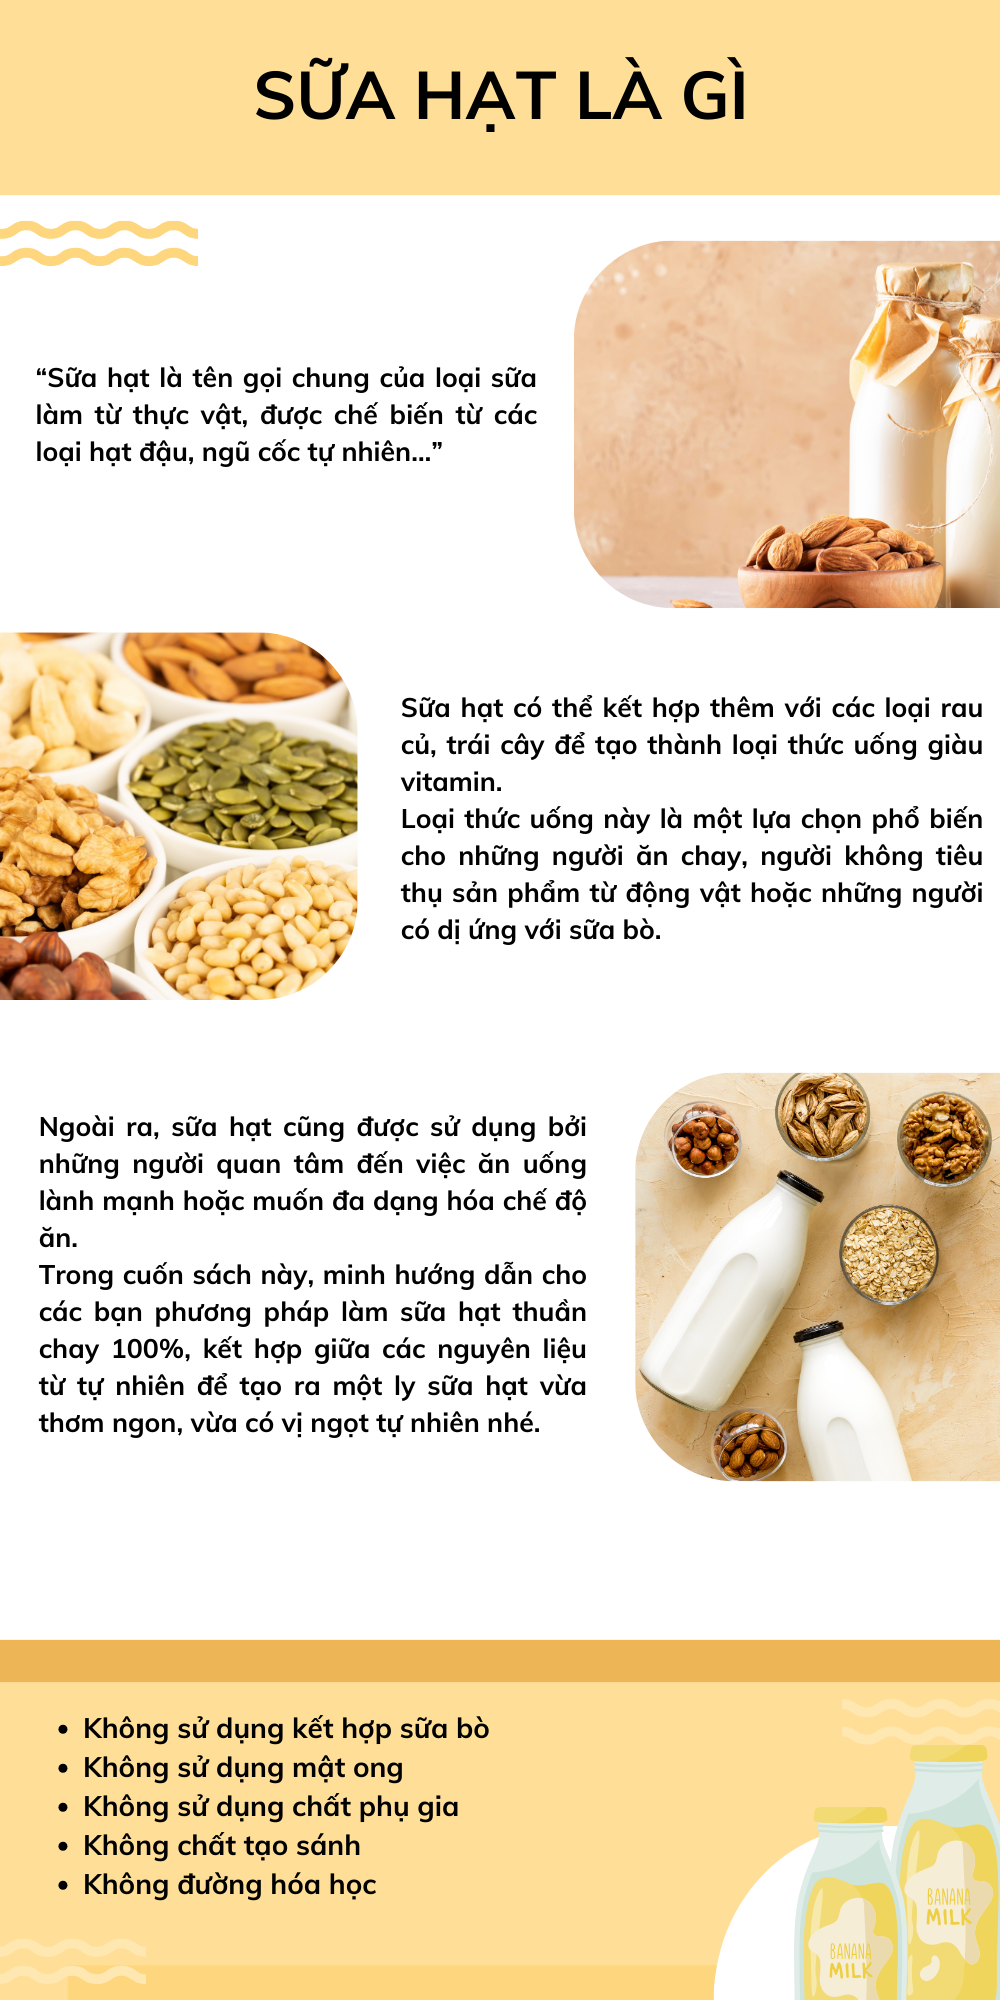 SỮA HẠT LÀ GÌ
“Sữa hạt là tên gọi chung của loại sữa
làm từ thực vật, được chế biến từ các
loại hạt đậu, ngũ cốc tự nhiên...”
Sữa hạt có thể kết hợp thêm với các loại rau
củ, trái cây để tạo thành loại thức uống giàu
vitamin.
Loại thức uống này là một lựa chọn phổ biến
cho những người ăn chay, người không tiêu
thụ sản phẩm từ động vật hoặc những người
có dị ứng với sữa bò.
Ngoài ra, sữa hạt cũng được sử dụng bởi
những người quan tâm đến việc ăn uống
lành mạnh hoặc muốn đa dạng hóa chế độ
ăn.
Trong cuốn sách này, minh hướng dẫn cho
các bạn phương pháp làm sữa hạt thuần
chay 100%, kết hợp giữa các nguyên liệu
từ tự nhiên để tạo ra một ly sữa hạt vừa
thơm ngon, vừa có vị ngọt tự nhiên nhé.
• Không sử dụng kết hợp sữa bò
• Không sử dụng mật ong
• Không sử dụng chất phụ gia
• Không chất tạo sánh
• Không đường hóa học
BANANA
MILK
BANANA
MILK